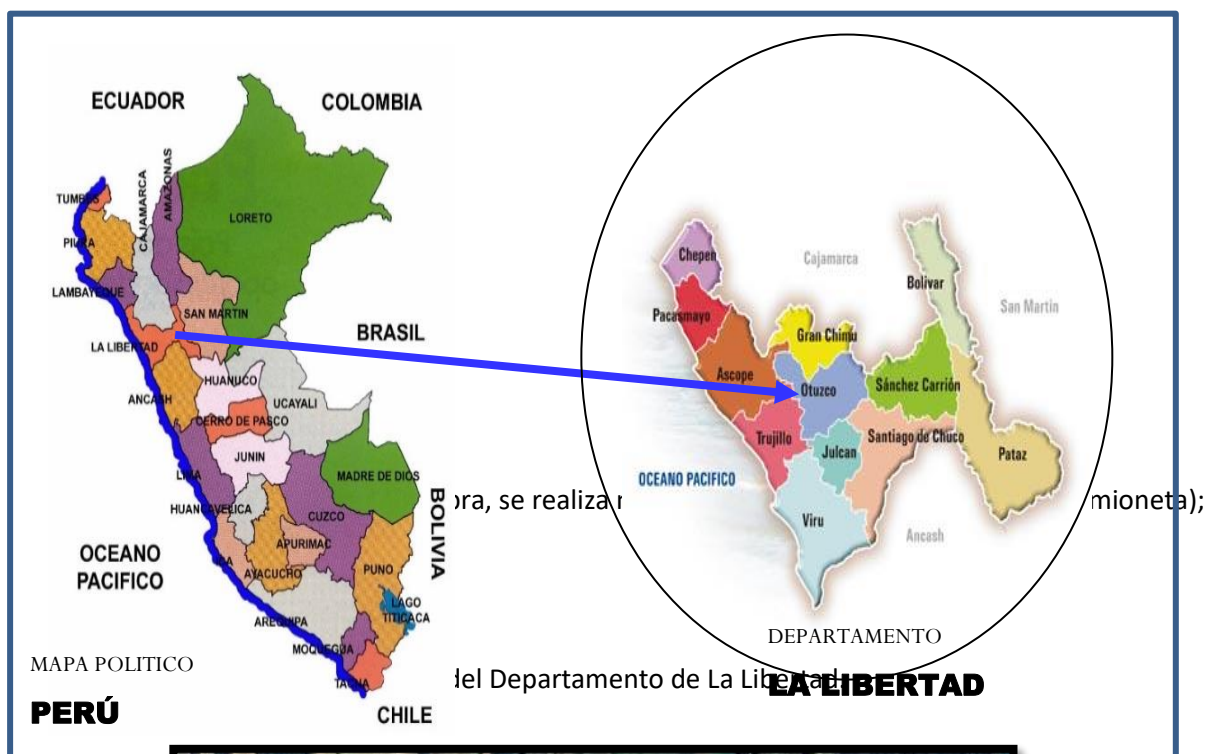 ECUADOR
COLOMBIA
TUMBES
PIURA
CAJAMARCA
AMAZONAS
LORETO
LAMBAYEQUE
SAN MARTIN
LA LIBERTAD
BRASIL
HUANUCO
ANCASH
UCAYALI
CERRO DE PASCO
JUNIN
LIMA
MADRE DE DIOS
HUANCAVELICA
CUZCO
BOLIVIA
OCEANO
PACIFICO
APURIMAC
ICA
AYACUCHO
PUNO
LAGO
TITICACA
AREQUIPA
MOQUEGUA
TACNA
CHILE
MAPA POLITICO
PERÚ
Chepen
Cajamarca
Bolivar
San Martin
Pacasmayo
Gran Chimu
Ascope
Otuzco
Sánchez Carrión
Trujillo
Julcan
Santiago de Chuco
Pataz
OCEANO PACIFICO
Viru
Ancash
ora, se realiza
mioneta);
DEPARTAMENTO
del Departamento de La Libertad.
LA LIBERTAD